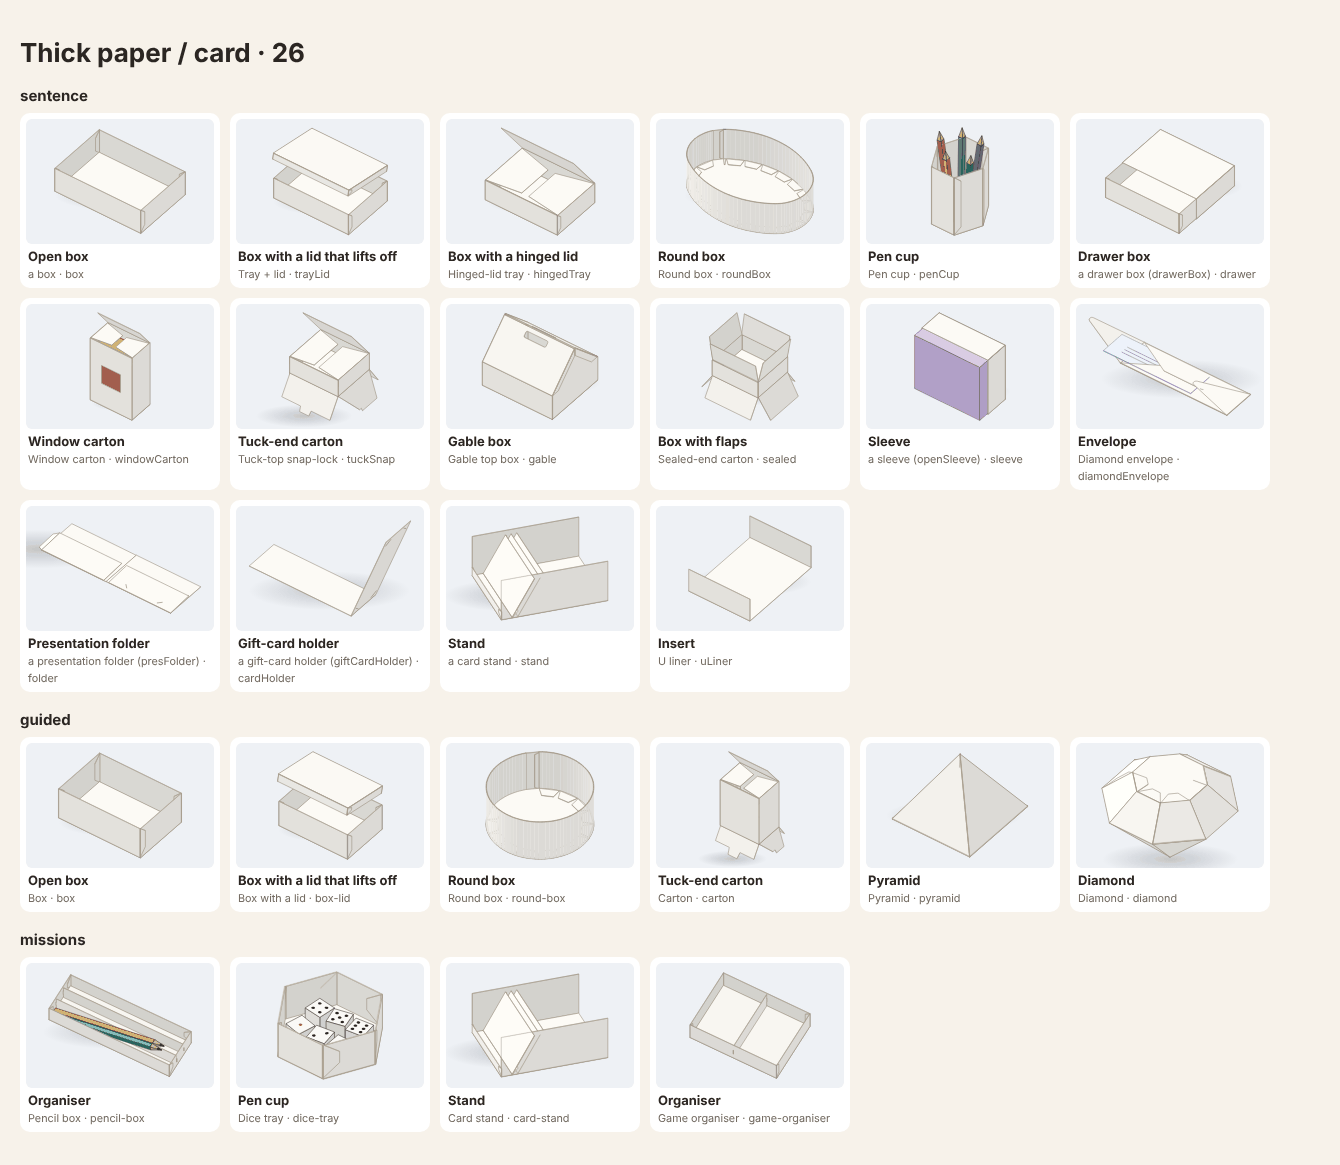 Thick paper / card · 26
sentence
Open box
a box · box
Box with a lid that lifts off
Tray + lid · trayLid
Box with a hinged lid
Hinged-lid tray · hingedTray
Round box
Round box · roundBox
Pen cup
Pen cup · penCup
Drawer box
a drawer box (drawerBox) · drawer
Window carton
Window carton · windowCarton
Tuck-end carton
Tuck-top snap-lock · tuckSnap
Gable box
Gable top box · gable
Box with flaps
Sealed-end carton · sealed
Sleeve
a sleeve (openSleeve) · sleeve
Envelope
Diamond envelope ·
diamondEnvelope
Presentation folder
a presentation folder (presFolder) ·
folder
Gift-card holder
a gift-card holder (giftCardHolder) ·
cardHolder
Stand
a card stand · stand
Insert
U liner · uLiner
guided
Open box
Box · box
Box with a lid that lifts off
Box with a lid · box-lid
Round box
Round box · round-box
Tuck-end carton
Carton · carton
Pyramid
Pyramid · pyramid
Diamond
Diamond · diamond
missions
Organiser
Pencil box · pencil-box
Pen cup
Dice tray · dice-tray
Stand
Card stand · card-stand
Organiser
Game organiser · game-organiser